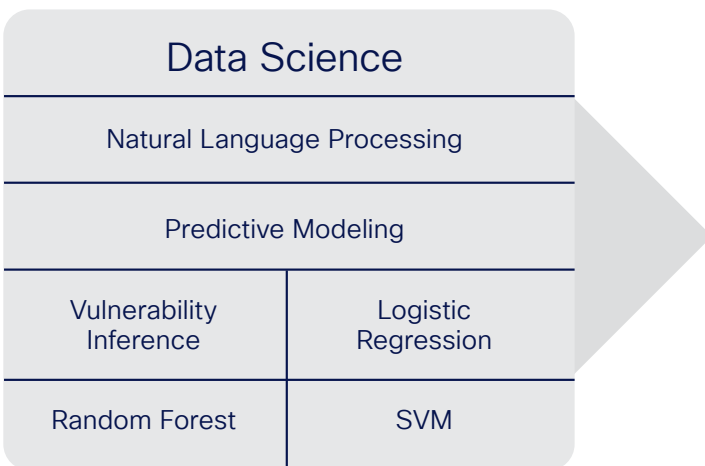 Data Science
Natural Language Processing
Predictive Modeling
Vulnerability
Inference
Logistic
Regression
Random Forest
SVM